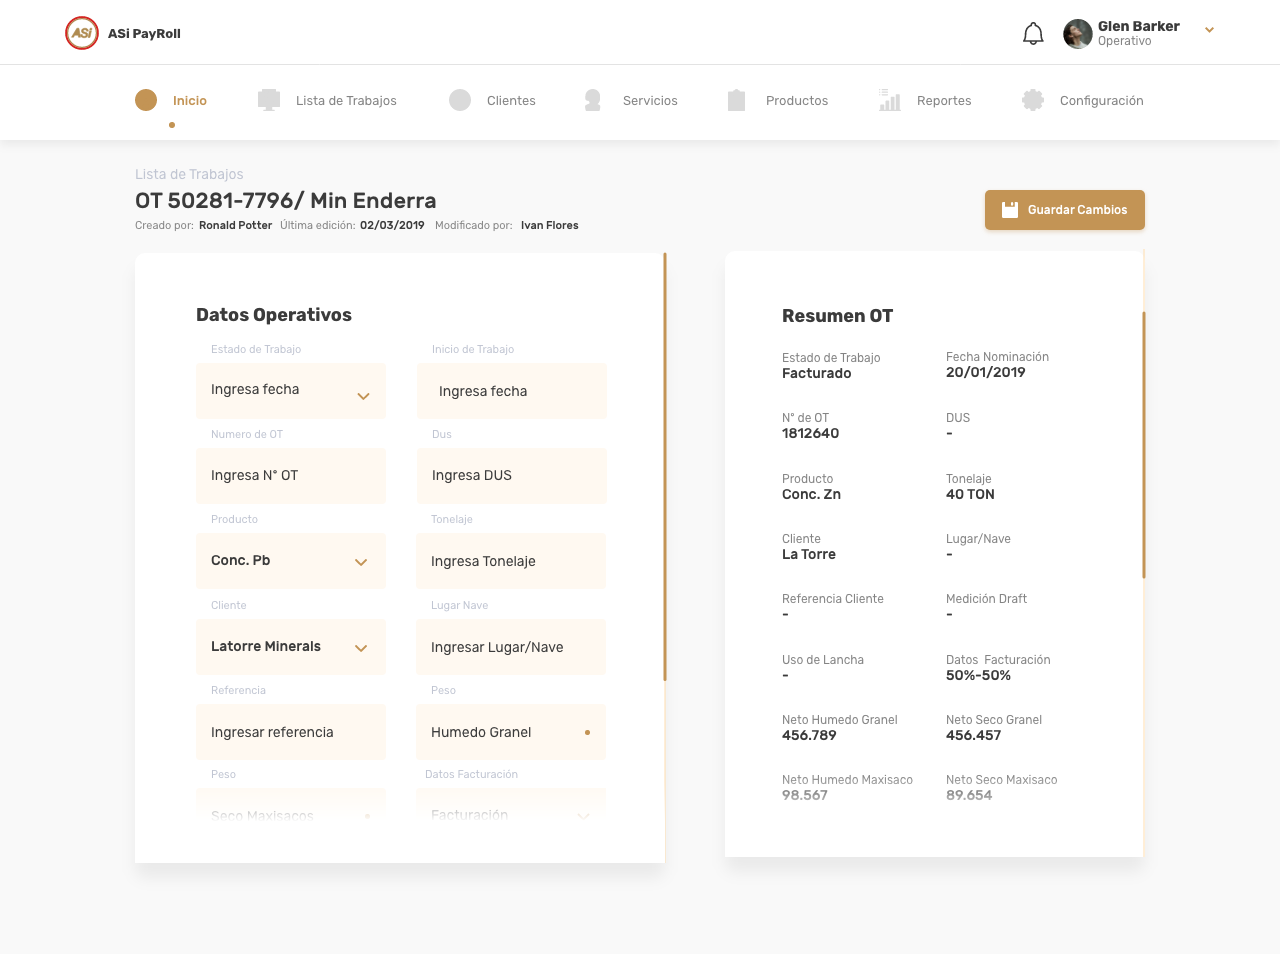 ASi
ASi PayRoll
Glen Barker
Operativo
Inicio
Lista de Trabajos
Clientes
Servicios
Productos
Reportes
Configuración
Lista de Trabajos
OT 50281-7796/ Min Enderra
Creado por: Ronald Potter Última edición: 02/03/2019 Modificado por: Ivan Flores
Guardar Cambios
Datos Operativos
Estado de Trabajo
Inicio de Trabajo
Ingresa fecha
Ingresa fecha
Numero de OT
Dus
Ingresa N° OT
Ingresa DUS
Producto
Tonelaje
Conc. Pb
Ingresa Tonelaje
Cliente
Lugar Nave
Latorre Minerals
Ingresar Lugar/Nave
Referencia
Peso
Ingresar referencia
Humedo Granel
Peso
Datos Facturación
Seco Maxisacos
Facturación
Resumen OT
Estado de Trabajo
Facturado
Fecha Nominación
20/01/2019
N° de OT
1812640
DUS
-
Producto
Conc. Zn
Tonelaje
40 TON
Cliente
La Torre
Lugar/Nave
-
Referencia Cliente
-
Medición Draft
-
Uso de Lancha
-
Datos  Facturación
50%-50%
Neto Humedo Granel
456.789
Neto Seco Granel
456.457
Neto Humedo Maxisaco
98.567
Neto Seco Maxisaco
89.654